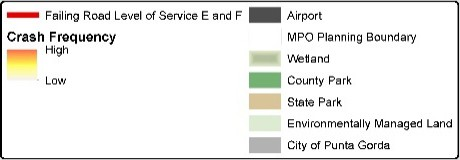 Failing Road Level of Service E and F
Crash Frequency
High
Low
Airport
MPO Planning Boundary
Wetland
County Park
State Park
Environmentally Managed Land
City of Punta Gorda